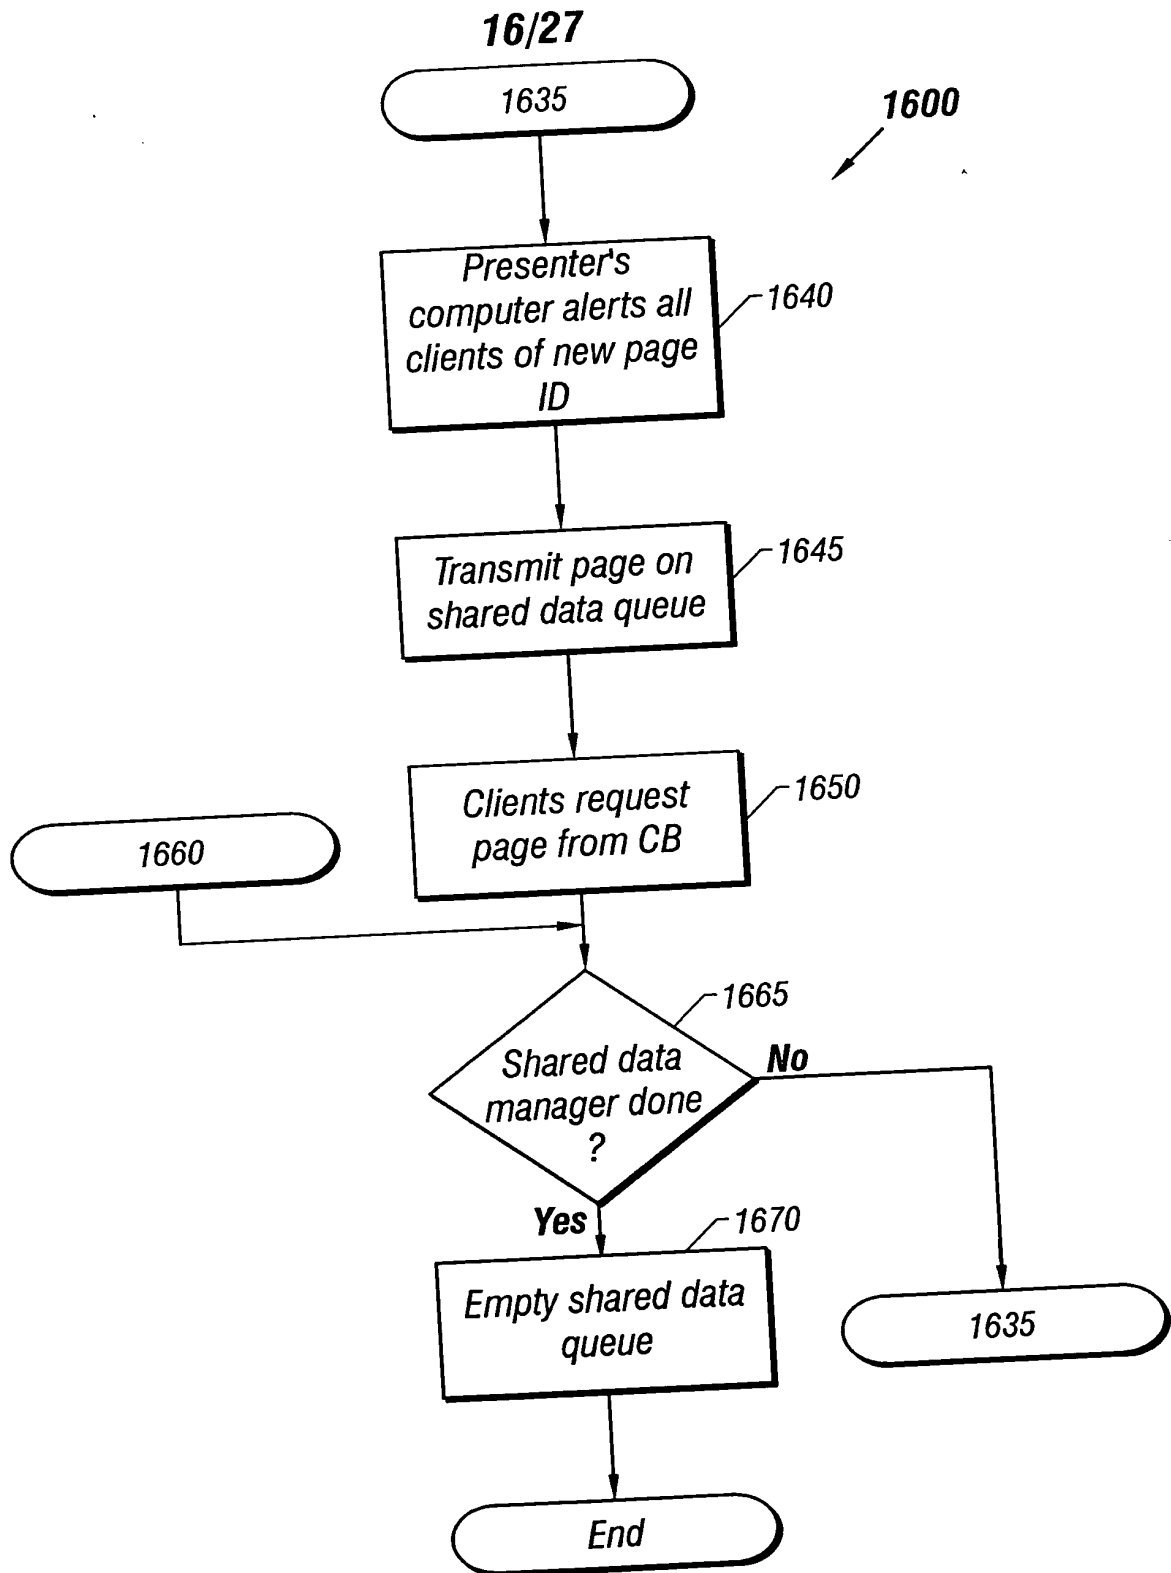 16/27
1635
1600
Presenter's
computer alerts all
clients of new page
ID
1640
Transmit page on
shared data queue
1645
Clients request
page from CB
1650
1660
1665
Shared data
manager done
?
No
Yes
1670
Empty shared data
queue
1635
End